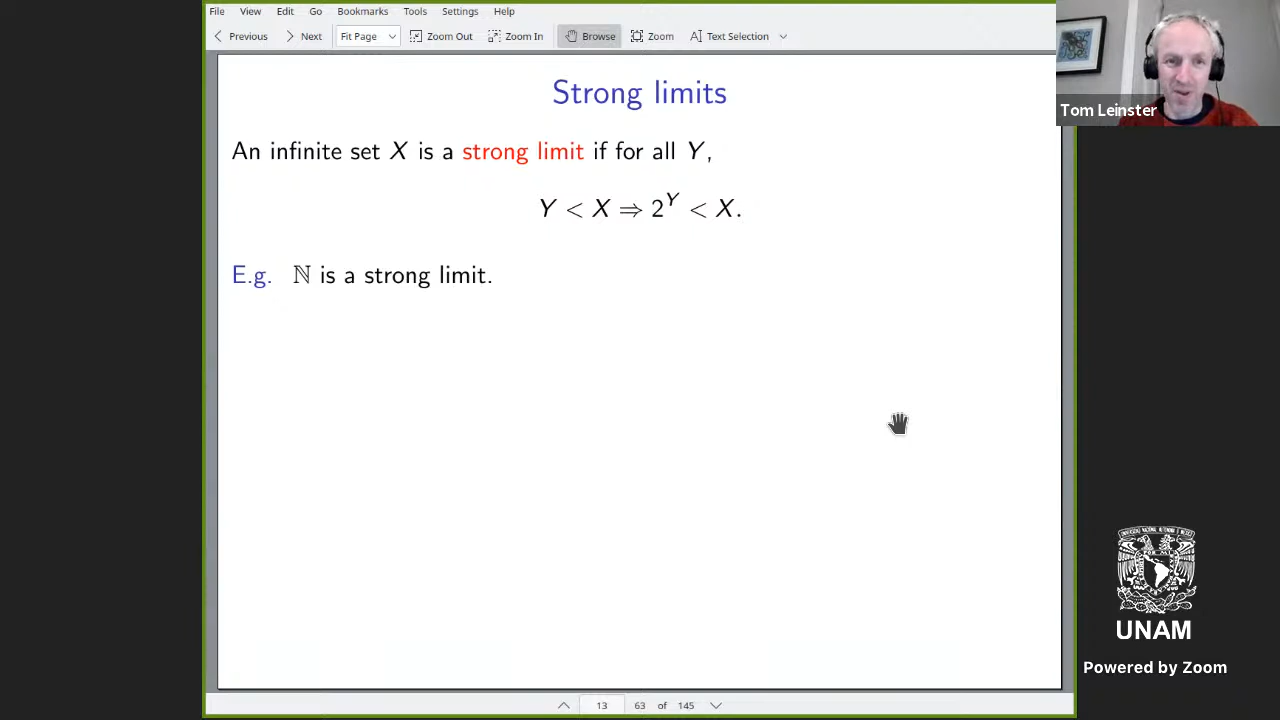 File View Edit Go Bookmarks Tools Settings Help
Previous Next Fit Page Zoom Out Zoom In Browse Zoom Text Selection
Tom Leinster
Strong limits
An infinite set X is a strong limit if for all Y,
Y < X ⇒ 2^Y < X.
E.g. ℕ is a strong limit.
UNAM
Powered by Zoom
13 63 of 145